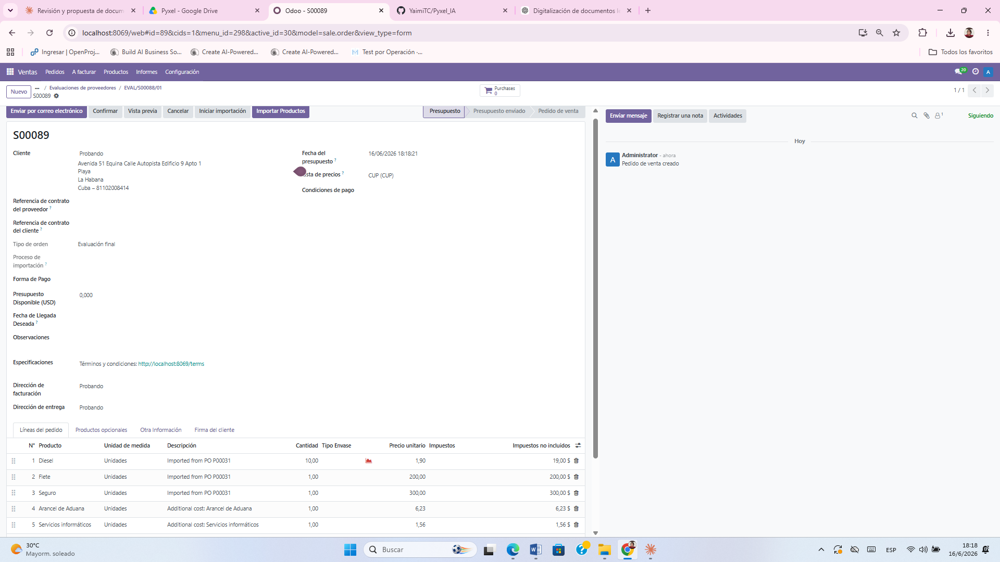 Revisión y propuesta de docum
Pyxel - Google Drive
Odoo - S00089
YaimiTC/Pyxel_IA
Digitalización de documentos le
localhost:8069/web#id=89&cids=1&menu_id=298&active_id=30&model=sale.order&view_type=form
Ingresar | OpenProj...
Build AI Business So...
Create AI-Powered...
Create AI-Powered...
Test por Operación -...
Todos los favoritos
Ventas
Pedidos
A facturar
Productos
Informes
Configuración
20
A
Nuevo
... / Evaluaciones de proveedores / EVAL/S00088/01
S00089
Purchases
0
1 / 1
Enviar por correo electrónico
Confirmar
Vista previa
Cancelar
Iniciar importación
Importar Productos
Presupuesto
Presupuesto enviado
Pedido de venta
Enviar mensaje
Registrar una nota
Actividades
1
Siguiendo
S00089
Hoy
Cliente
Probando
Avenida 51 Equina Calle Autopista Edificio 9 Apto 1
Playa
La Habana
Cuba – 81102008414
Fecha del
presupuesto ?
16/06/2026 18:18:21
ista de precios ?
CUP (CUP)
Condiciones de pago
A
Administrator - ahora
Pedido de venta creado
Referencia de contrato
del proveedor ?
Referencia de contrato
del cliente ?
Tipo de orden
Evaluación final
Proceso de
importación ?
Forma de Pago
Presupuesto
Disponible (USD)
0,000
Fecha de Llegada
Deseada ?
Observaciones
Especificaciones
Términos y condiciones: http://localhost:8069/terms
Dirección de
facturación
Probando
Dirección de entrega
Probando
Líneas del pedido
Productos opcionales
Otra Información
Firma del cliente
N° Producto Unidad de medida Descripción Cantidad Tipo Envase Precio unitario Impuestos Impuestos no incluidos
1 Diesel Unidades Imported from PO P00031 10,00 1,90 19,00 $
2 Flete Unidades Imported from PO P00031 1,00 200,00 200,00 $
3 Seguro Unidades Imported from PO P00031 1,00 300,00 300,00 $
4 Arancel de Aduana Unidades Additional cost: Arancel de Aduana 1,00 6,23 6,23 $
5 Servicios informáticos Unidades Additional cost: Servicios informáticos 1,00 1,56 1,56 $
30°C
Mayorm. soleado
Buscar
ESP
18:18
16/6/2026